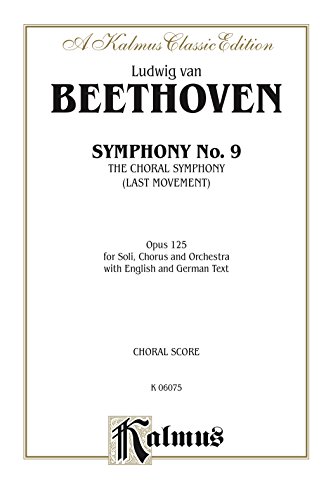 A Kalmus Classic Edition
Ludwig van
BEETHOVEN
SYMPHONY No. 9
THE CHORAL SYMPHONY
(LAST MOVEMENT)
Opus 125
for Soli, Chorus and Orchestra
with English and German Text
CHORAL SCORE
K 06075
Kalmus